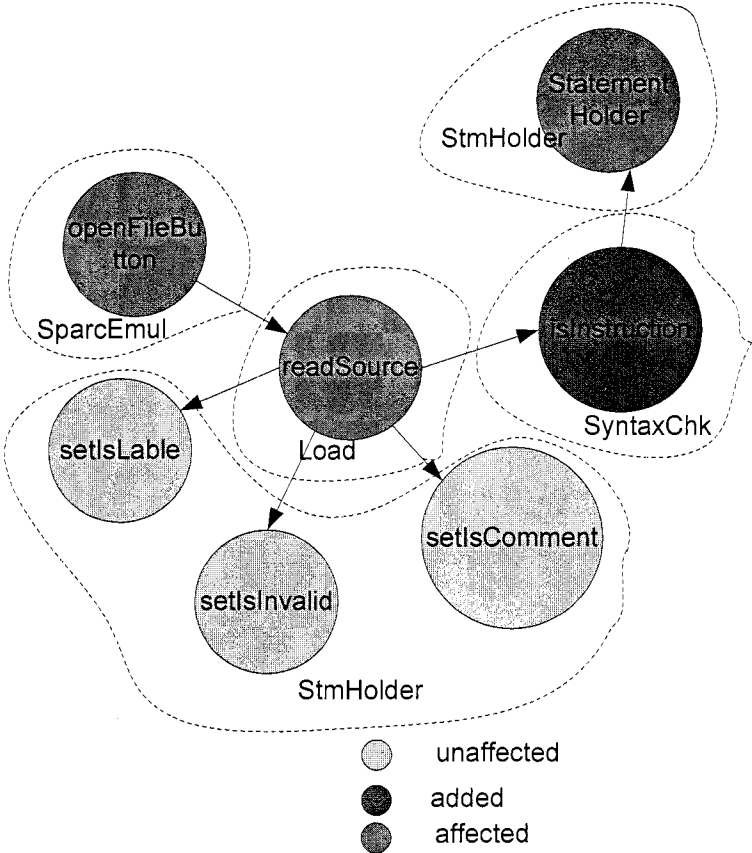 Statement
Holder
StmHolder
openFileBu
tton
SparcEmul
isInstruction
readSource
SyntaxChk
Load
setIsLable
setIsComment
setIsInvalid
StmHolder
unaffected
added
affected